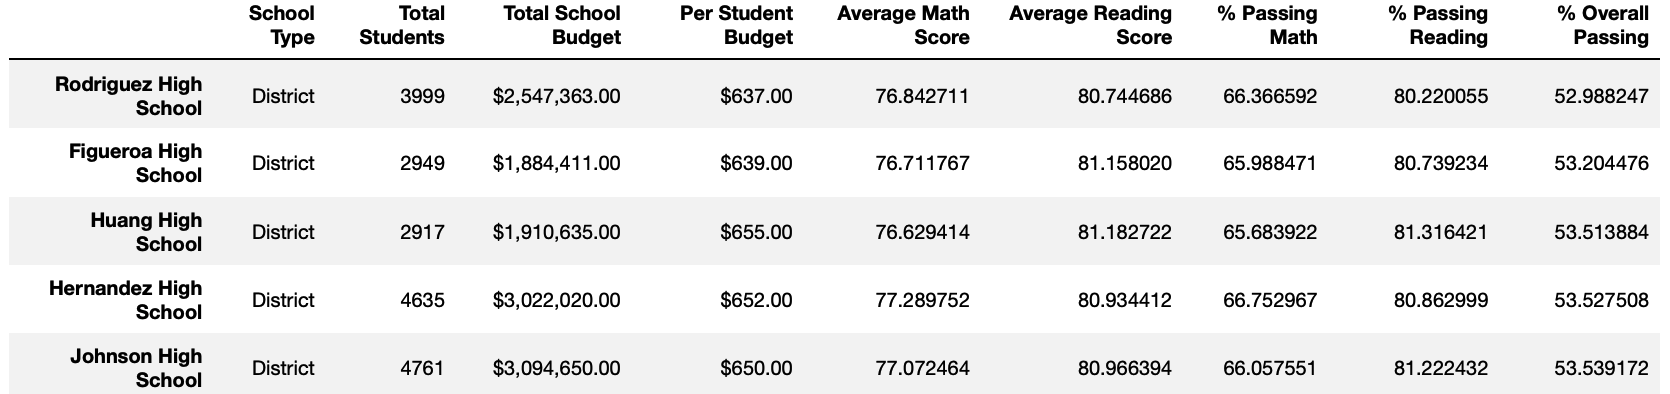 School Total Total School Per Student Average Math Average Reading % Passing % Passing % Overall
Type Students Budget Budget Score Score Math Reading Passing
Rodriguez High
School District 3999 $2,547,363.00 $637.00 76.842711 80.744686 66.366592 80.220055 52.988247
Figueroa High
School District 2949 $1,884,411.00 $639.00 76.711767 81.158020 65.988471 80.739234 53.204476
Huang High
School District 2917 $1,910,635.00 $655.00 76.629414 81.182722 65.683922 81.316421 53.513884
Hernandez High
School District 4635 $3,022,020.00 $652.00 77.289752 80.934412 66.752967 80.862999 53.527508
Johnson High
School District 4761 $3,094,650.00 $650.00 77.072464 80.966394 66.057551 81.222432 53.539172